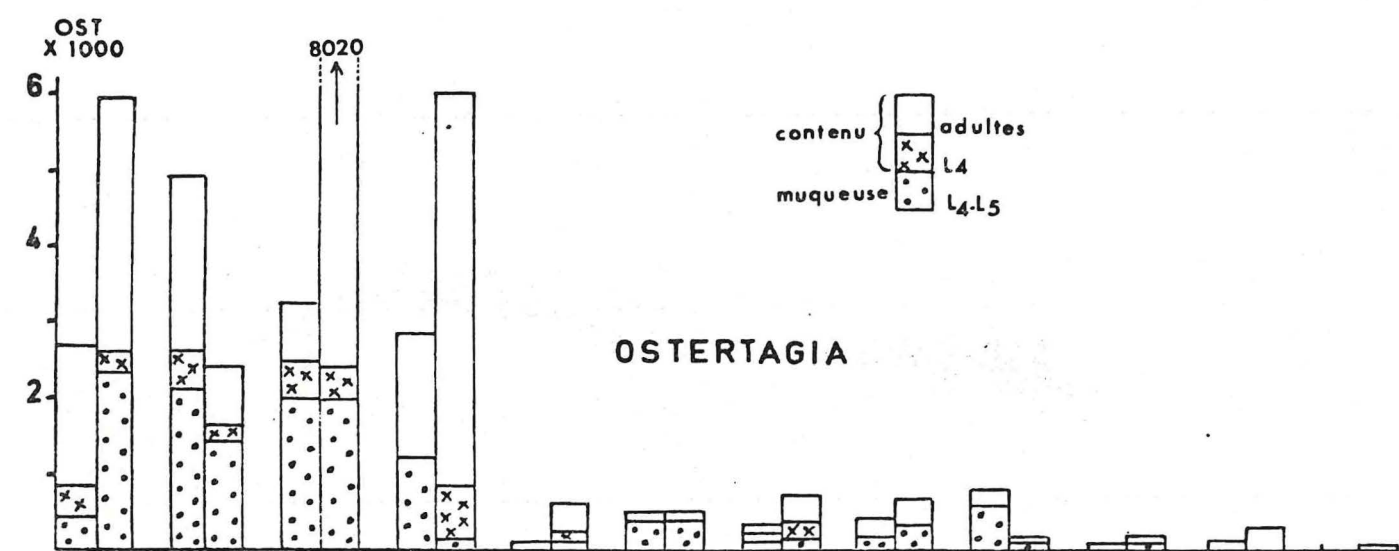 OST
X 1000
8020
6
4
2
contenu
adultes
L4
muqueuse
L4-L5
OSTERTAGIA